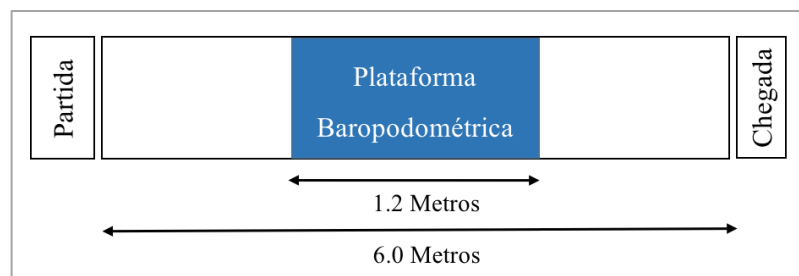 Partida
Plataforma
Baropodométrica
Chegada
1.2 Metros
6.0 Metros